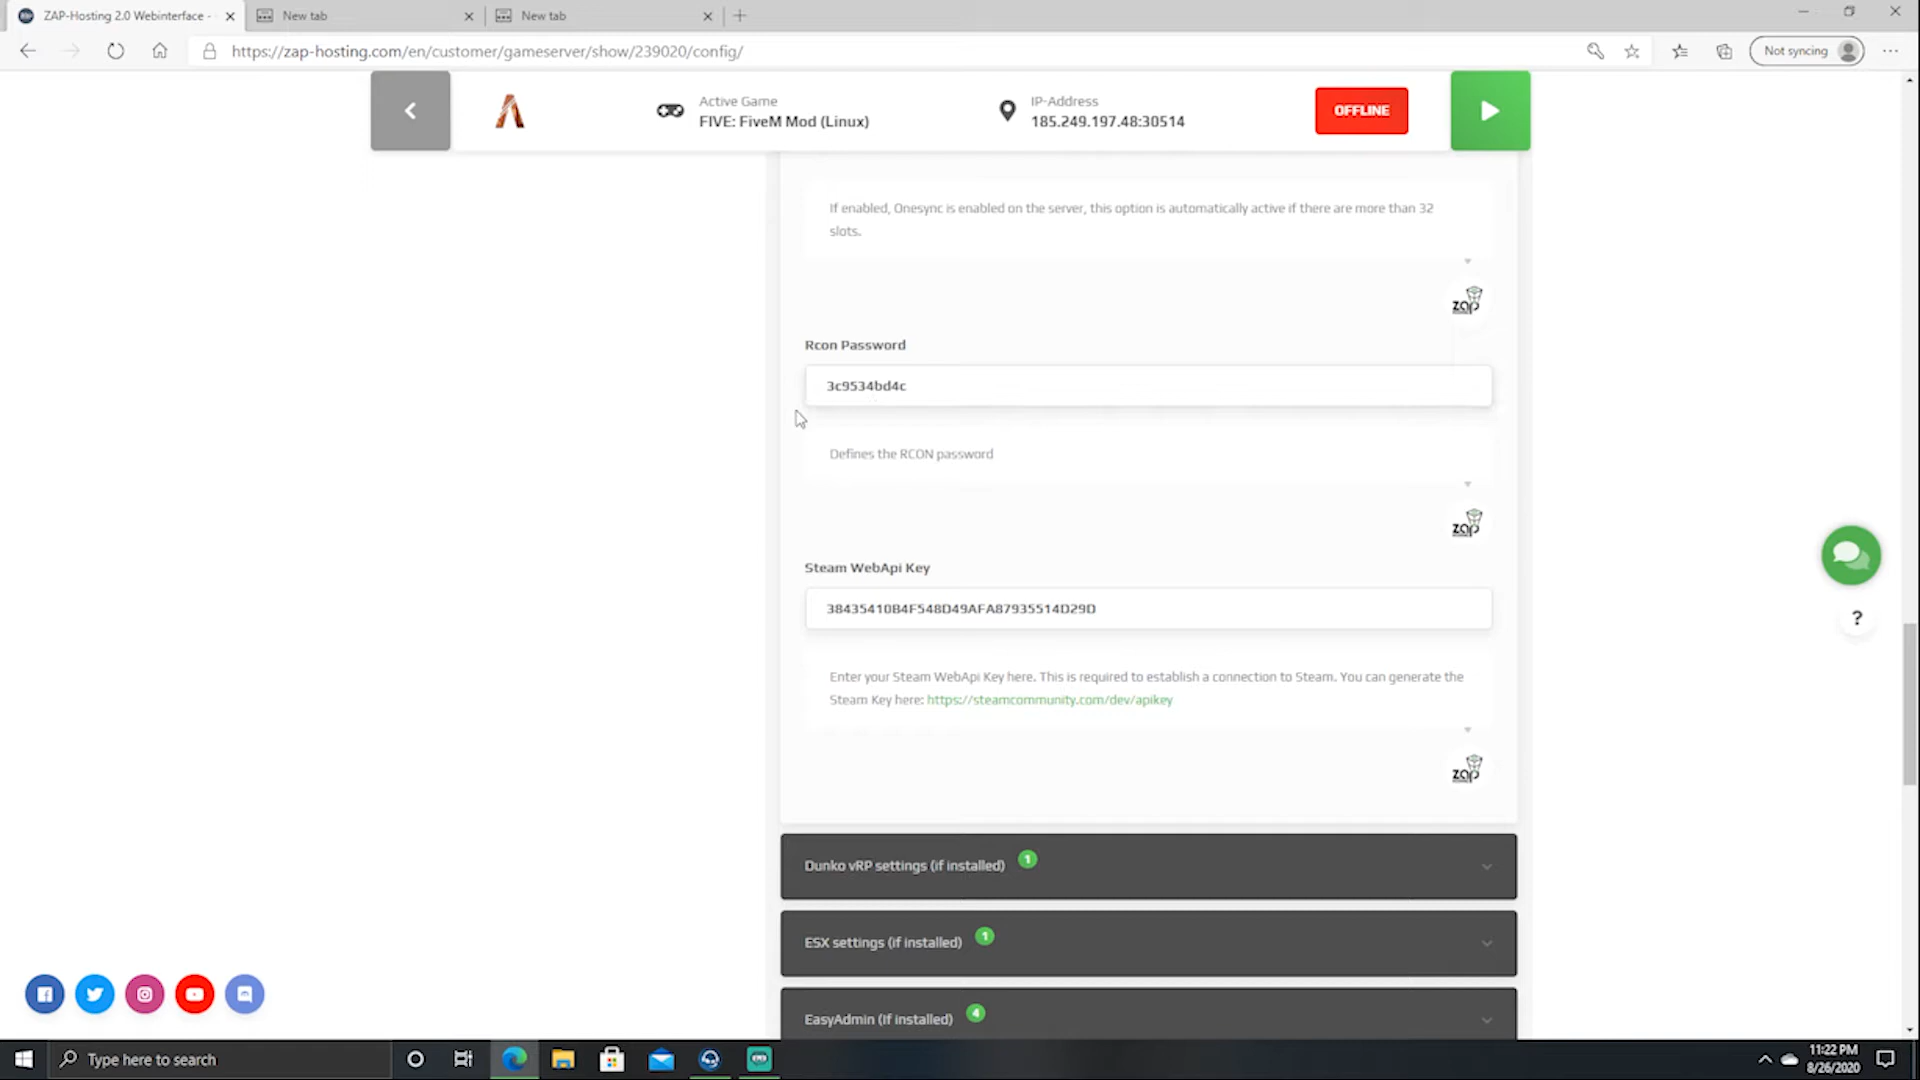 ZAP-Hosting 2.0 Webinterface -
New tab
New tab
https://zap-hosting.com/en/customer/gameserver/show/239020/config/
Not syncing
Active Game
FIVE: FiveM Mod (Linux)
IP-Address
185.249.197.48:30514
OFFLINE
If enabled, Onesync is enabled on the server, this option is automatically active if there are more than 32
slots.
zap
Rcon Password
3c9534bd4c
Defines the RCON password
zap
Steam WebApi Key
38435410B4F548D49AFA87935514D29D
Enter your Steam WebApi Key here. This is required to establish a connection to Steam. You can generate the
Steam Key here: https://steamcommunity.com/dev/apikey
zap
?
Dunko vRP settings (if installed) 1
ESX settings (if installed) 1
EasyAdmin (If installed) 4
Type here to search
11:22 PM
8/26/2020